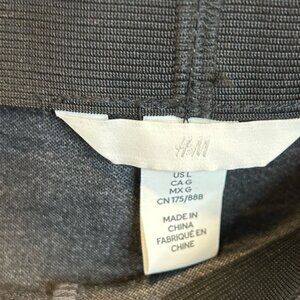 H&M
US L
CA G
MX G
CN 175/88B
MADE IN
CHINA
FABRIQUÉ EN
CHINE